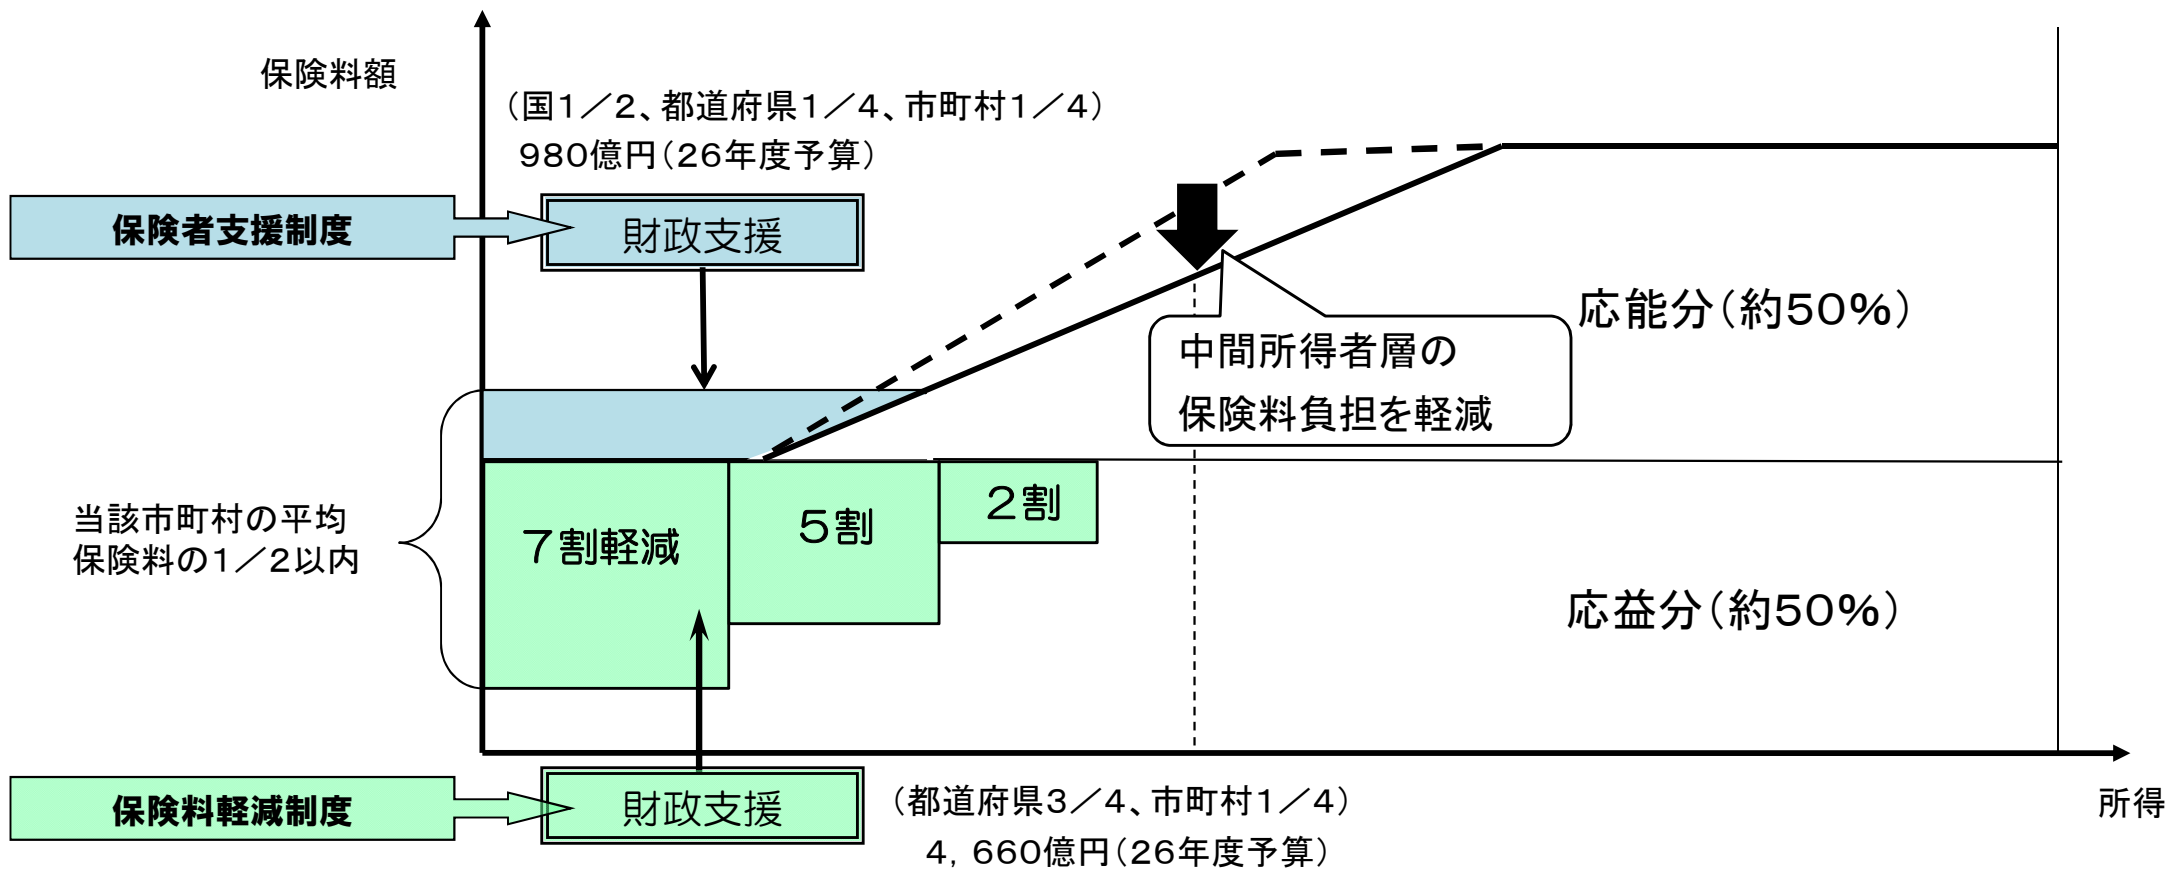 保険料額
（国１／２、都道府県１／４、市町村１／４）
９８０億円（２６年度予算）
保険者支援制度
財政支援
応能分（約５０％）
中間所得者層の
保険料負担を軽減
当該市町村の平均
保険料の１／２以内
７割軽減
５割
２割
応益分（約５０％）
保険料軽減制度
財政支援
（都道府県３／４、市町村１／４）
４，６６０億円（２６年度予算）
所得